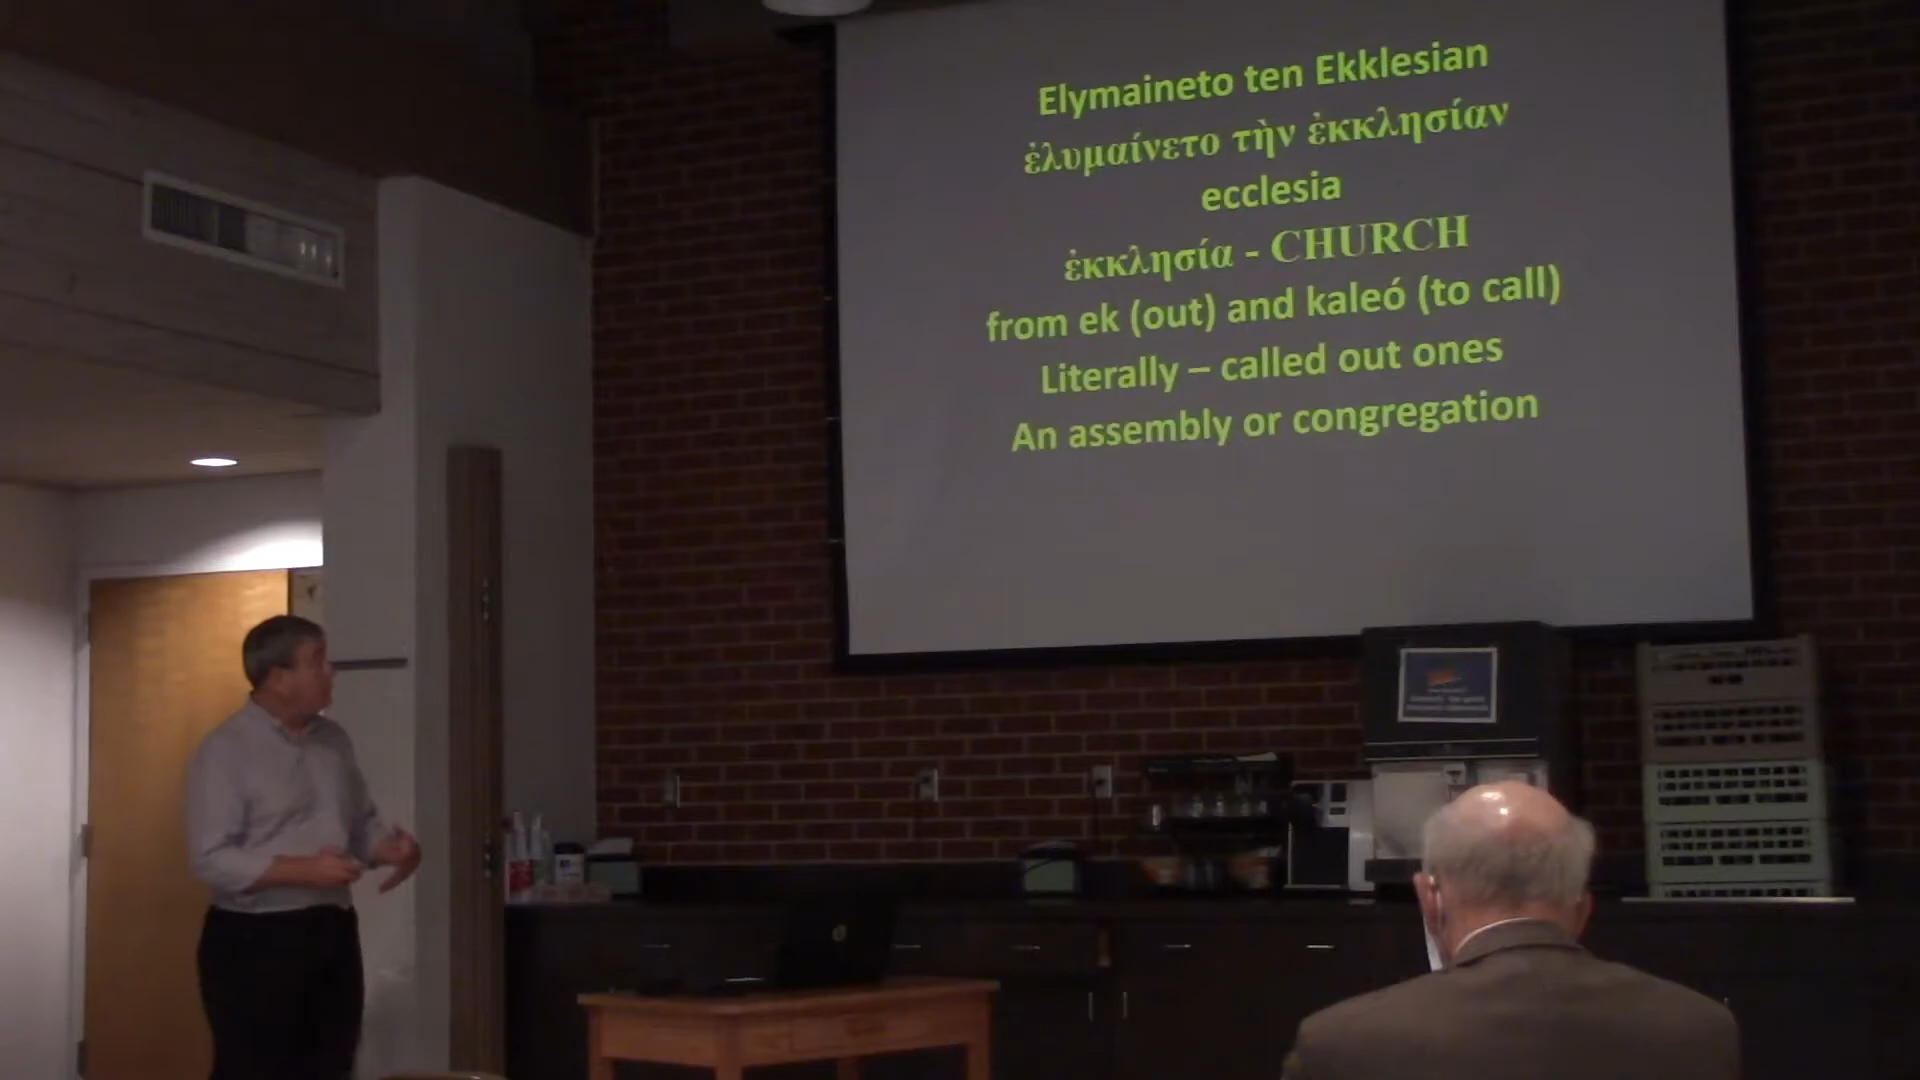 Elymaineto ten Ekklesian
ἐλυμαίνετο τὴν ἐκκλησίαν
ecclesia
ἐκκλησία - CHURCH
from ek (out) and kaleó (to call)
Literally – called out ones
An assembly or congregation